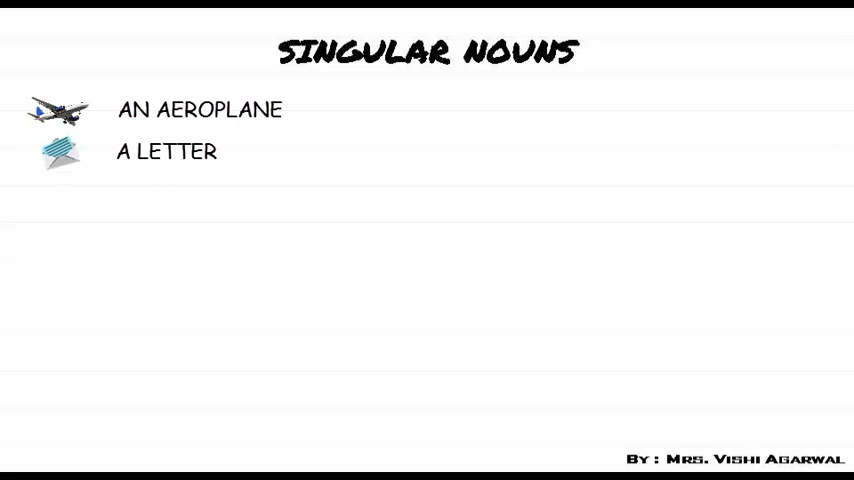 SINGULAR NOUNS
AN AEROPLANE
A LETTER
By : Mrs. Vishi Agarwal